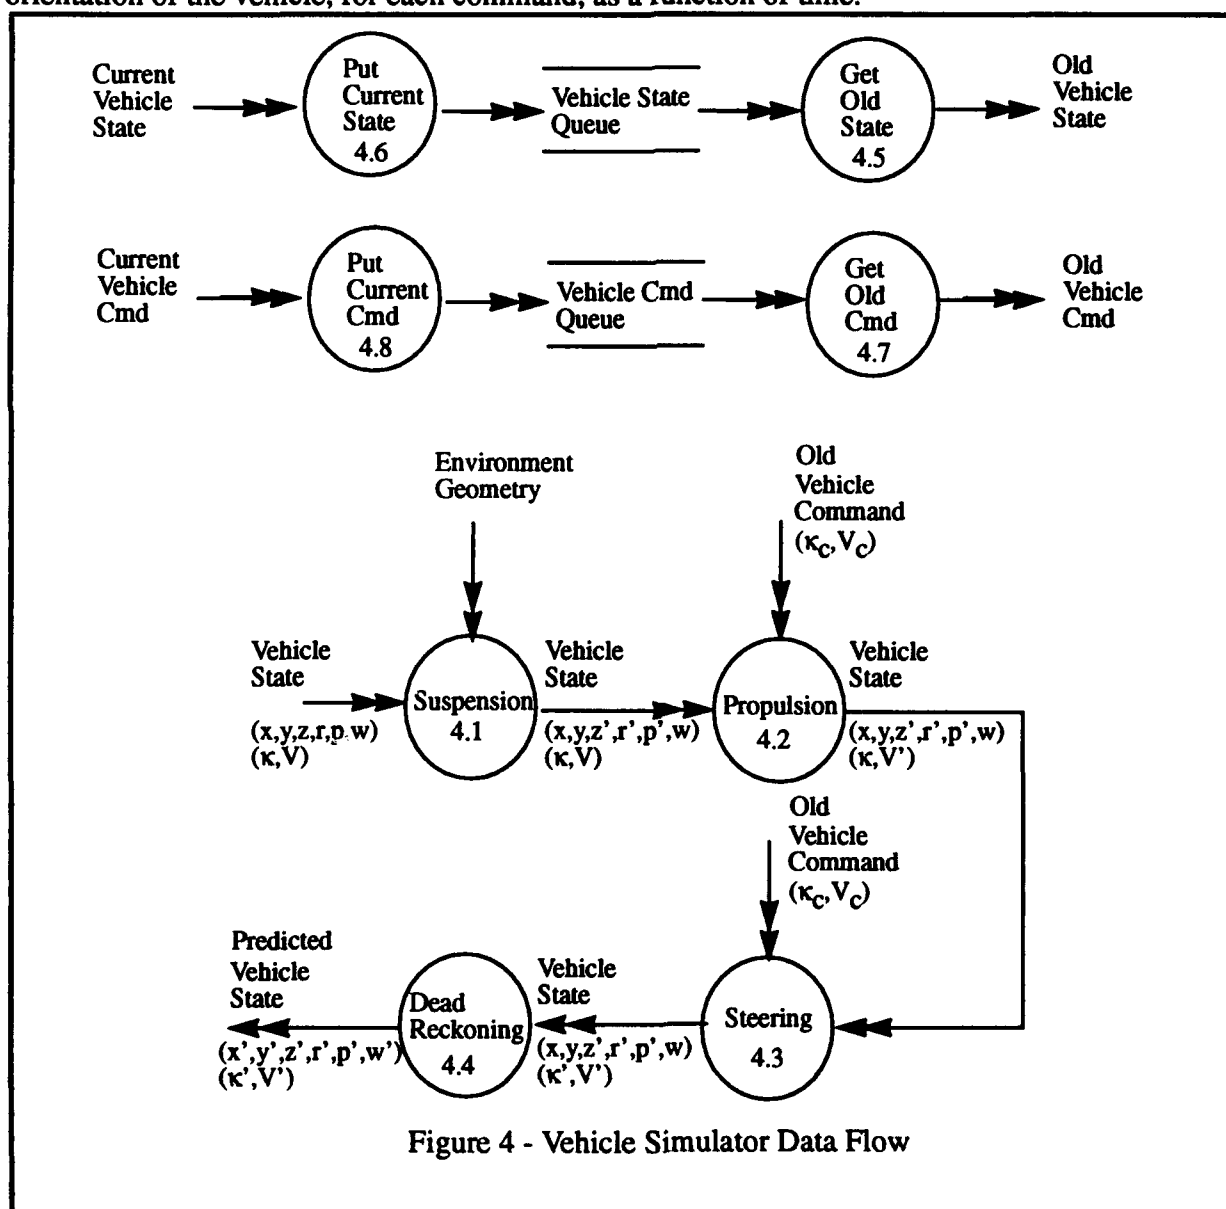 orientation of the vehicle, for each command, as a function of time.
Current
Vehicle
State
Put
Current
State
4.6
Vehicle State
Queue
Get
Old
State
4.5
Old
Vehicle
State
Current
Vehicle
Cmd
Put
Current
Cmd
4.8
Vehicle Cmd
Queue
Get
Old
Cmd
4.7
Old
Vehicle
Cmd
Environment
Geometry
Old
Vehicle
Command
(κc,Vc)
Vehicle
State
(x,y,z,r,p,w)
(κ,V)
Suspension
4.1
Vehicle
State
(x,y,z',r',p',w)
(κ,V)
Propulsion
4.2
Vehicle
State
(x,y,z',r',p',w)
(κ,V')
Old
Vehicle
Command
(κc,Vc)
Predicted
Vehicle
State
(x',y',z',r',p',w')
(κ',V')
Dead
Reckoning
4.4
Vehicle
State
(x,y,z',r',p',w)
(κ',V')
Steering
4.3
Figure 4 - Vehicle Simulator Data Flow